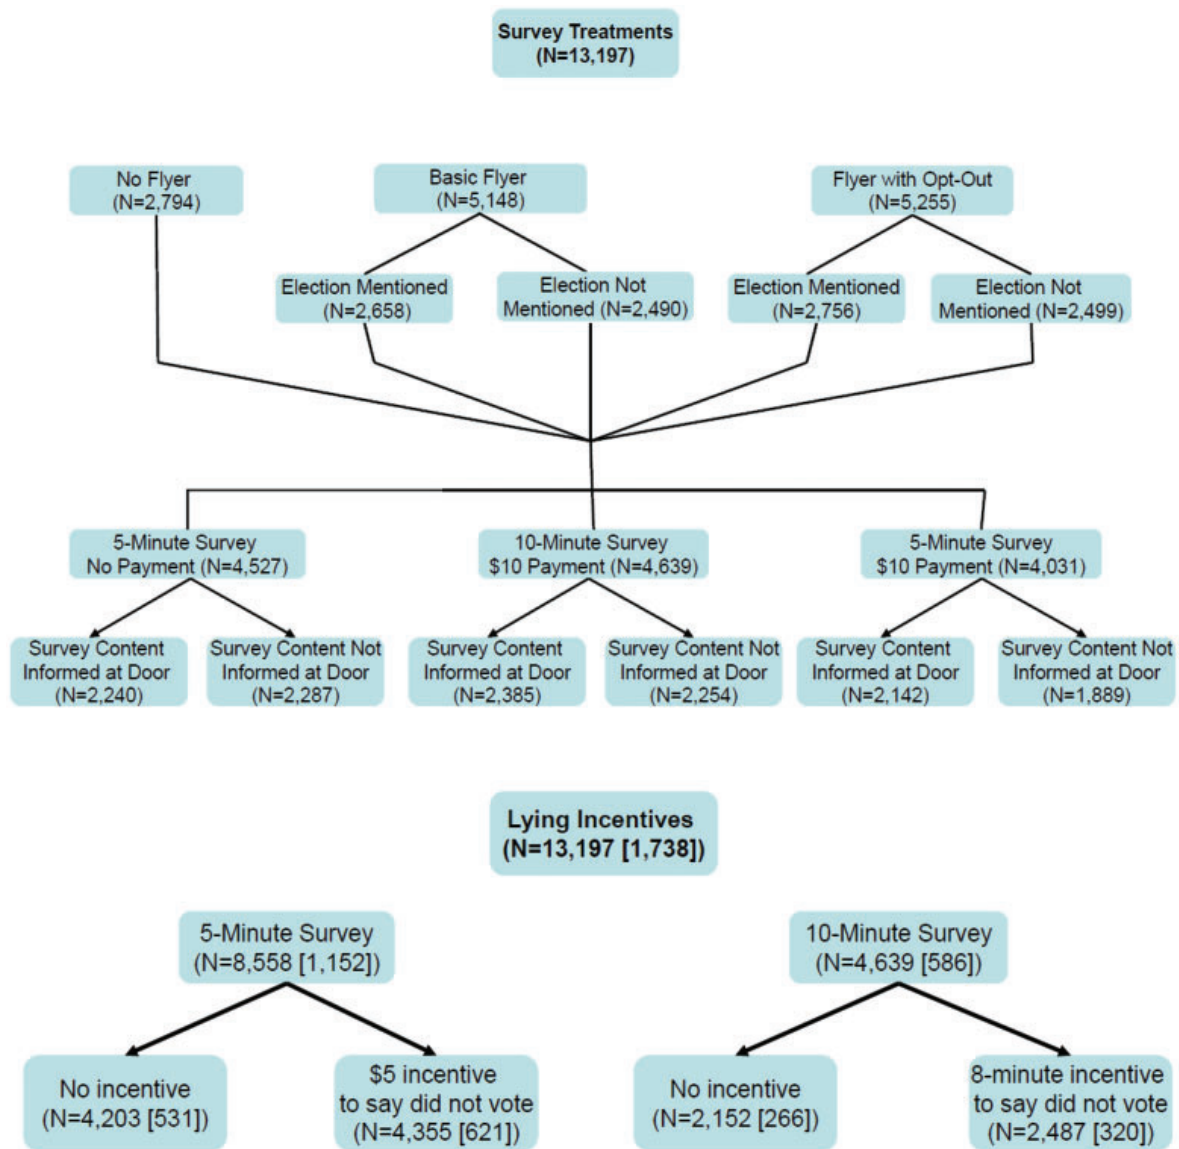 Survey Treatments
(N=13,197)
No Flyer
(N=2,794)
Basic Flyer
(N=5,148)
Flyer with Opt-Out
(N=5,255)
Election Mentioned
(N=2,658)
Election Not
Mentioned (N=2,490)
Election Mentioned
(N=2,756)
Election Not
Mentioned (N=2,499)
5-Minute Survey
No Payment (N=4,527)
10-Minute Survey
$10 Payment (N=4,639)
5-Minute Survey
$10 Payment (N=4,031)
Survey Content
Informed at Door
(N=2,240)
Survey Content Not
Informed at Door
(N=2,287)
Survey Content
Informed at Door
(N=2,385)
Survey Content Not
Informed at Door
(N=2,254)
Survey Content
Informed at Door
(N=2,142)
Survey Content Not
Informed at Door
(N=1,889)
Lying Incentives
(N=13,197 [1,738])
5-Minute Survey
(N=8,558 [1,152])
10-Minute Survey
(N=4,639 [586])
No incentive
(N=4,203 [531])
$5 incentive
to say did not vote
(N=4,355 [621])
No incentive
(N=2,152 [266])
8-minute incentive
to say did not vote
(N=2,487 [320])